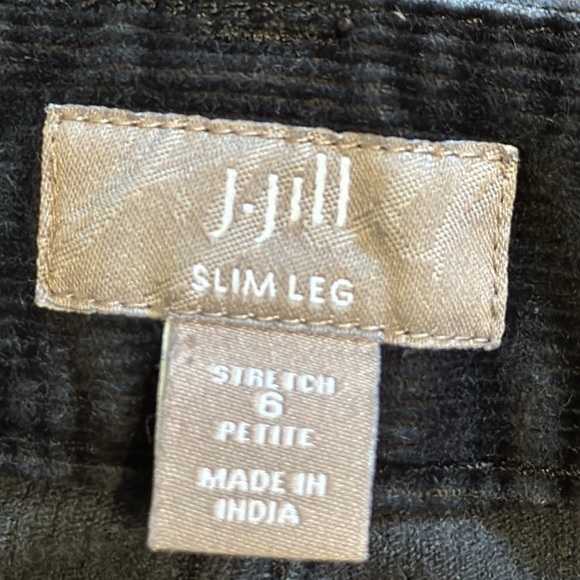 J.Jill
SLIM LEG
STRETCH
6
PETITE
MADE IN
INDIA